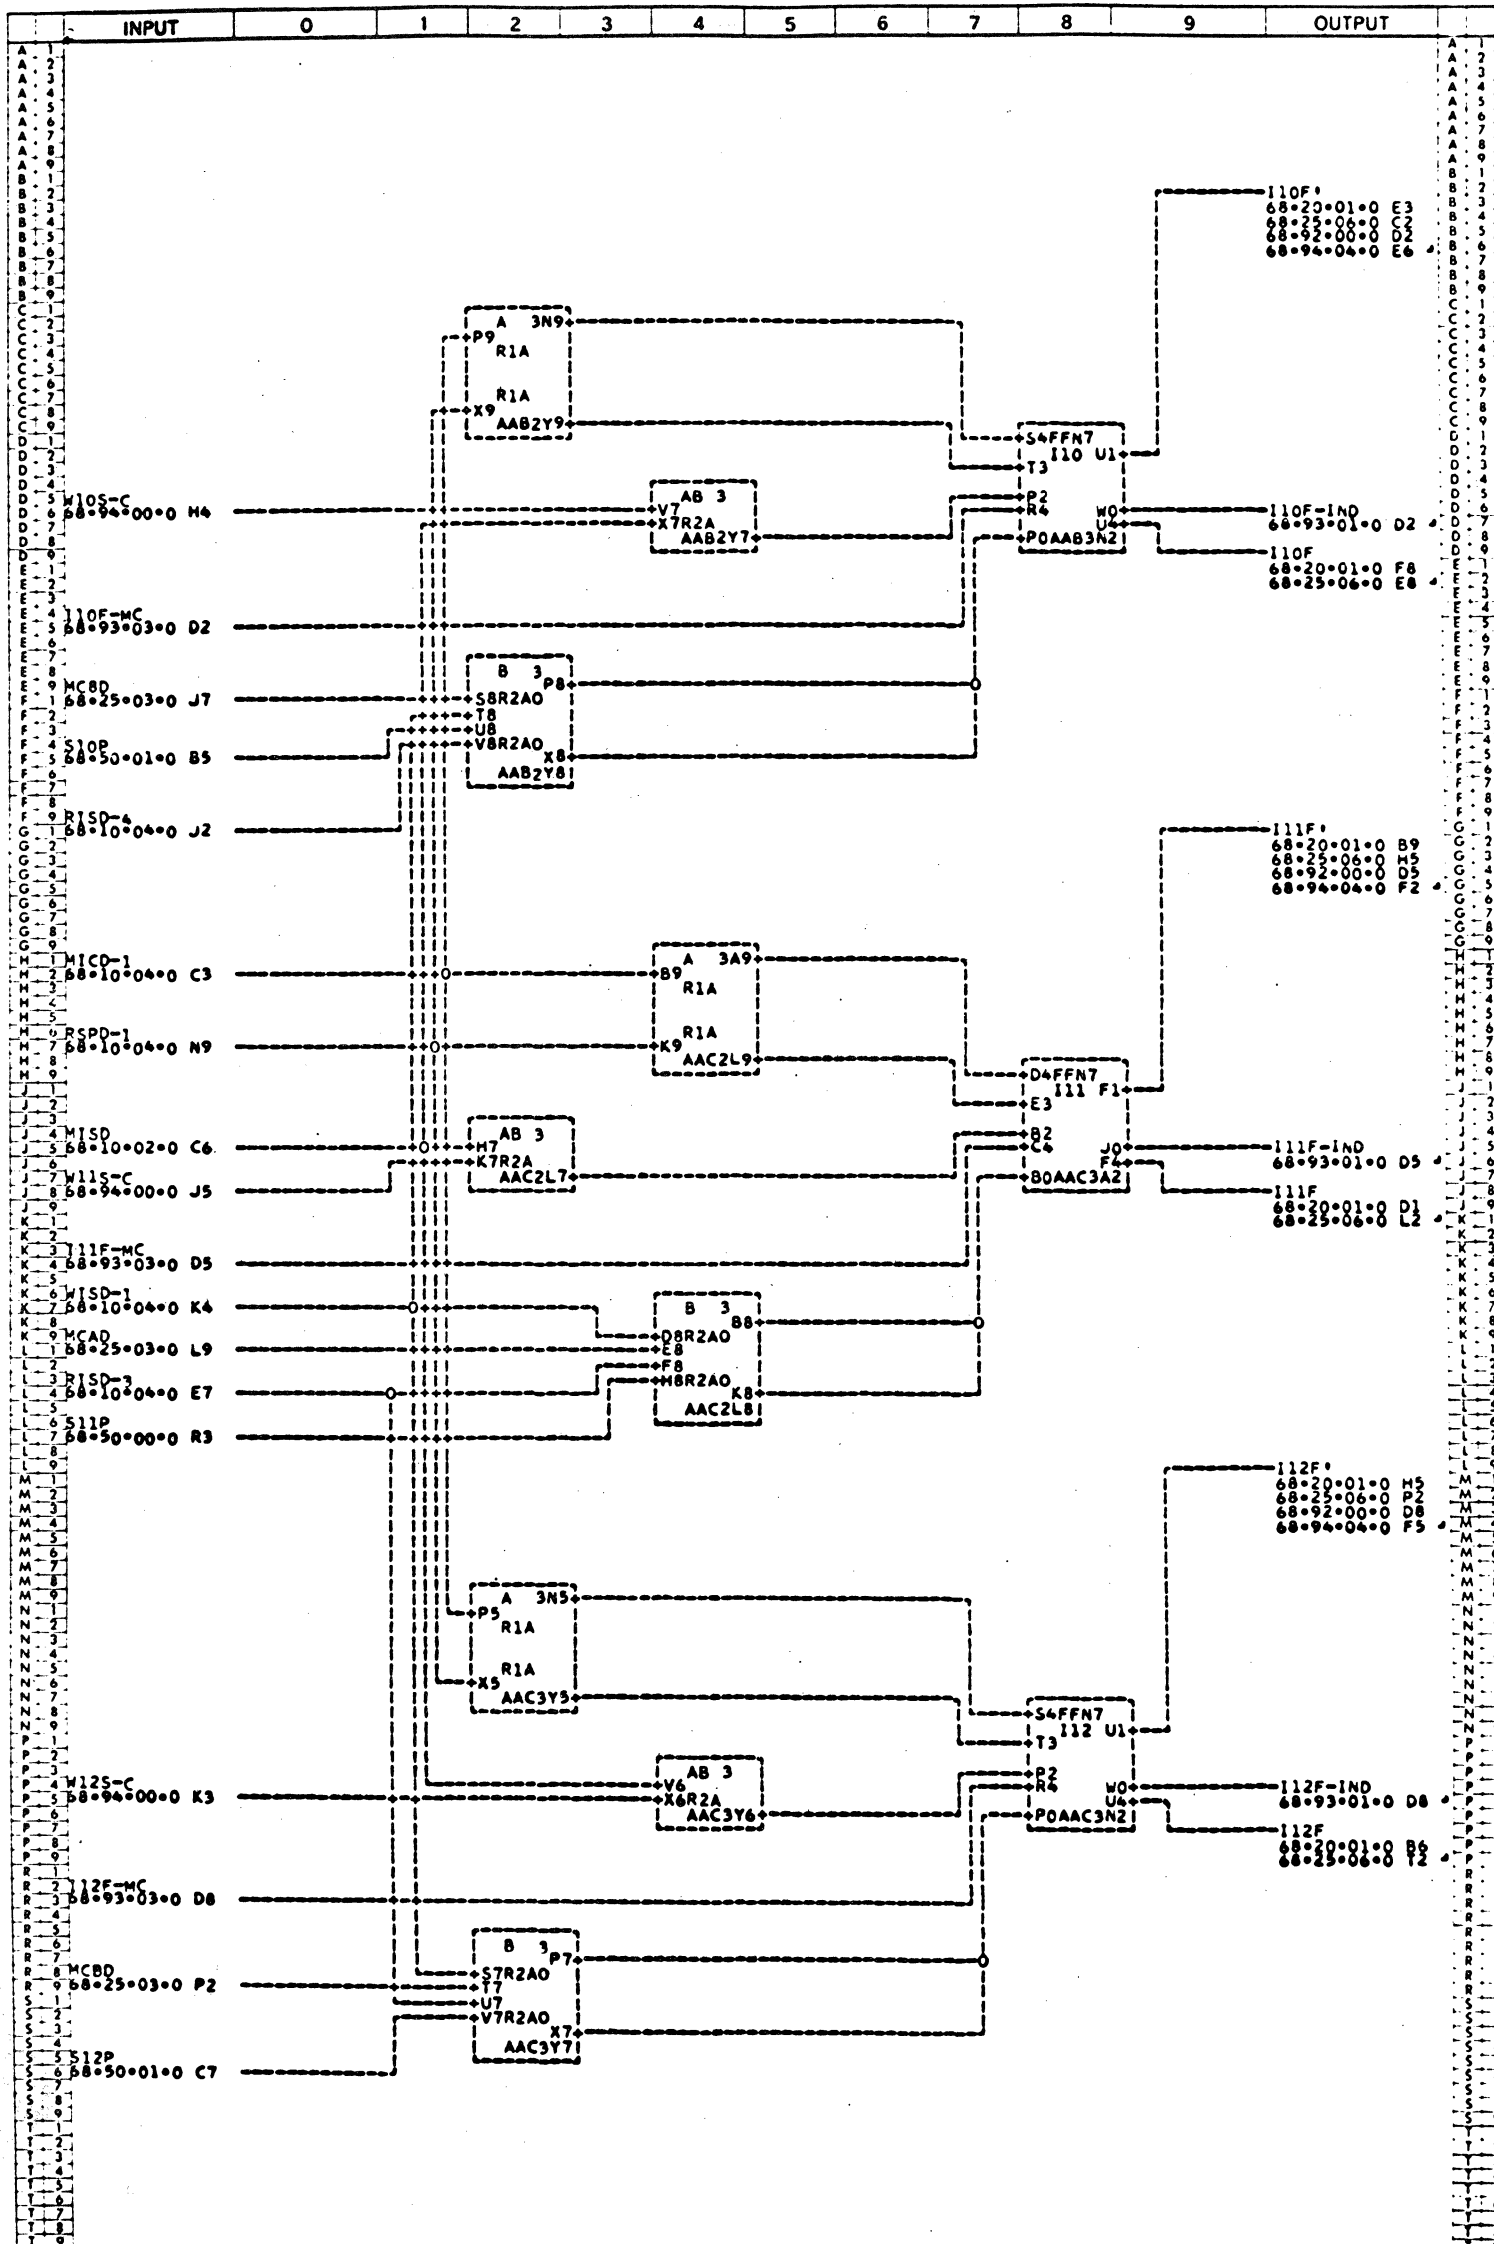 INPUT 0 1 2 3 4 5 6 7 8 9 OUTPUT
I10F'
68•20•01•0 E3
68•25•06•0 C2
68•92•00•0 D2
68•94•04•0 E6
A 3N9
P9
R1A
R1A
X9
AAB2Y9
S4FFN7
I10 U1
T3
W10S-C
68•94•00•0 H4
AB 3
V7
X7R2A
AAB2Y7
P2
R4
W0
U4
P0AAB3N2
I10F-IND
68•93•01•0 D2
I10F
68•20•01•0 F8
68•25•06•0 E8
I10F-MC
68•93•03•0 D2
MCBD
68•25•03•0 J7
B 3
P8
S8R2AO
T8
U8
V8R2AO
X8
AAB2Y8
S10P
68•50•01•0 B5
RISD-4
68•10•04•0 J2
I11F'
68•20•01•0 B9
68•25•06•0 H5
68•92•00•0 D5
68•94•04•0 F2
MICD-1
68•10•04•0 C3
A 3A9
B9
R1A
R1A
K9
AAC2L9
RSPD-1
68•10•04•0 N9
D4FFN7
I11 F1
E3
MISD
68•10•02•0 C6
AB 3
H7
K7R2A
AAC2L7
B2
C4
J0
F4
B0AAC3A2
I11F-IND
68•93•01•0 D5
W11S-C
68•94•00•0 J5
I11F
68•20•01•0 D1
68•25•06•0 L2
I11F-MC
68•93•03•0 D5
WISD-1
68•10•04•0 K4
B 3
B8
D8R2AO
E8
F8
H8R2AO
K8
AAC2L8
MCAD
68•25•03•0 L9
RISD-3
68•10•04•0 E7
S11P
68•50•00•0 R3
I12F'
68•20•01•0 H5
68•25•06•0 P2
68•92•00•0 D8
68•94•04•0 F5
A 3N5
P5
R1A
R1A
X5
AAC3Y5
S4FFN7
I12 U1
T3
W12S-C
68•94•00•0 K3
AB 3
V6
X6R2A
AAC3Y6
P2
R4
W0
U4
P0AAC3N2
I12F-IND
68•93•01•0 D8
I12F
68•20•01•0 B6
68•25•06•0 T2
I12F-MC
68•93•03•0 D8
B 3
P7
S7R2AO
T7
U7
V7R2AO
X7
AAC3Y7
MCBD
68•25•03•0 P2
S12P
68•50•01•0 C7